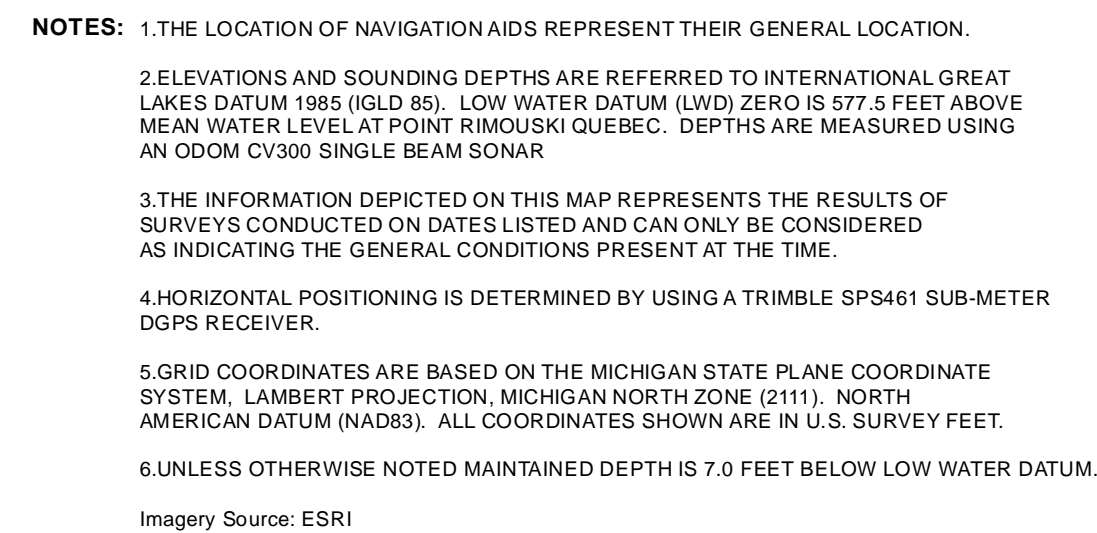 NOTES: 1.THE LOCATION OF NAVIGATION AIDS REPRESENT THEIR GENERAL LOCATION.
2.ELEVATIONS AND SOUNDING DEPTHS ARE REFERRED TO INTERNATIONAL GREAT
LAKES DATUM 1985 (IGLD 85). LOW WATER DATUM (LWD) ZERO IS 577.5 FEET ABOVE
MEAN WATER LEVEL AT POINT RIMOUSKI QUEBEC. DEPTHS ARE MEASURED USING
AN ODOM CV300 SINGLE BEAM SONAR
3.THE INFORMATION DEPICTED ON THIS MAP REPRESENTS THE RESULTS OF
SURVEYS CONDUCTED ON DATES LISTED AND CAN ONLY BE CONSIDERED
AS INDICATING THE GENERAL CONDITIONS PRESENT AT THE TIME.
4.HORIZONTAL POSITIONING IS DETERMINED BY USING A TRIMBLE SPS461 SUB-METER
DGPS RECEIVER.
5.GRID COORDINATES ARE BASED ON THE MICHIGAN STATE PLANE COORDINATE
SYSTEM, LAMBERT PROJECTION, MICHIGAN NORTH ZONE (2111). NORTH
AMERICAN DATUM (NAD83). ALL COORDINATES SHOWN ARE IN U.S. SURVEY FEET.
6.UNLESS OTHERWISE NOTED MAINTAINED DEPTH IS 7.0 FEET BELOW LOW WATER DATUM.
Imagery Source: ESRI